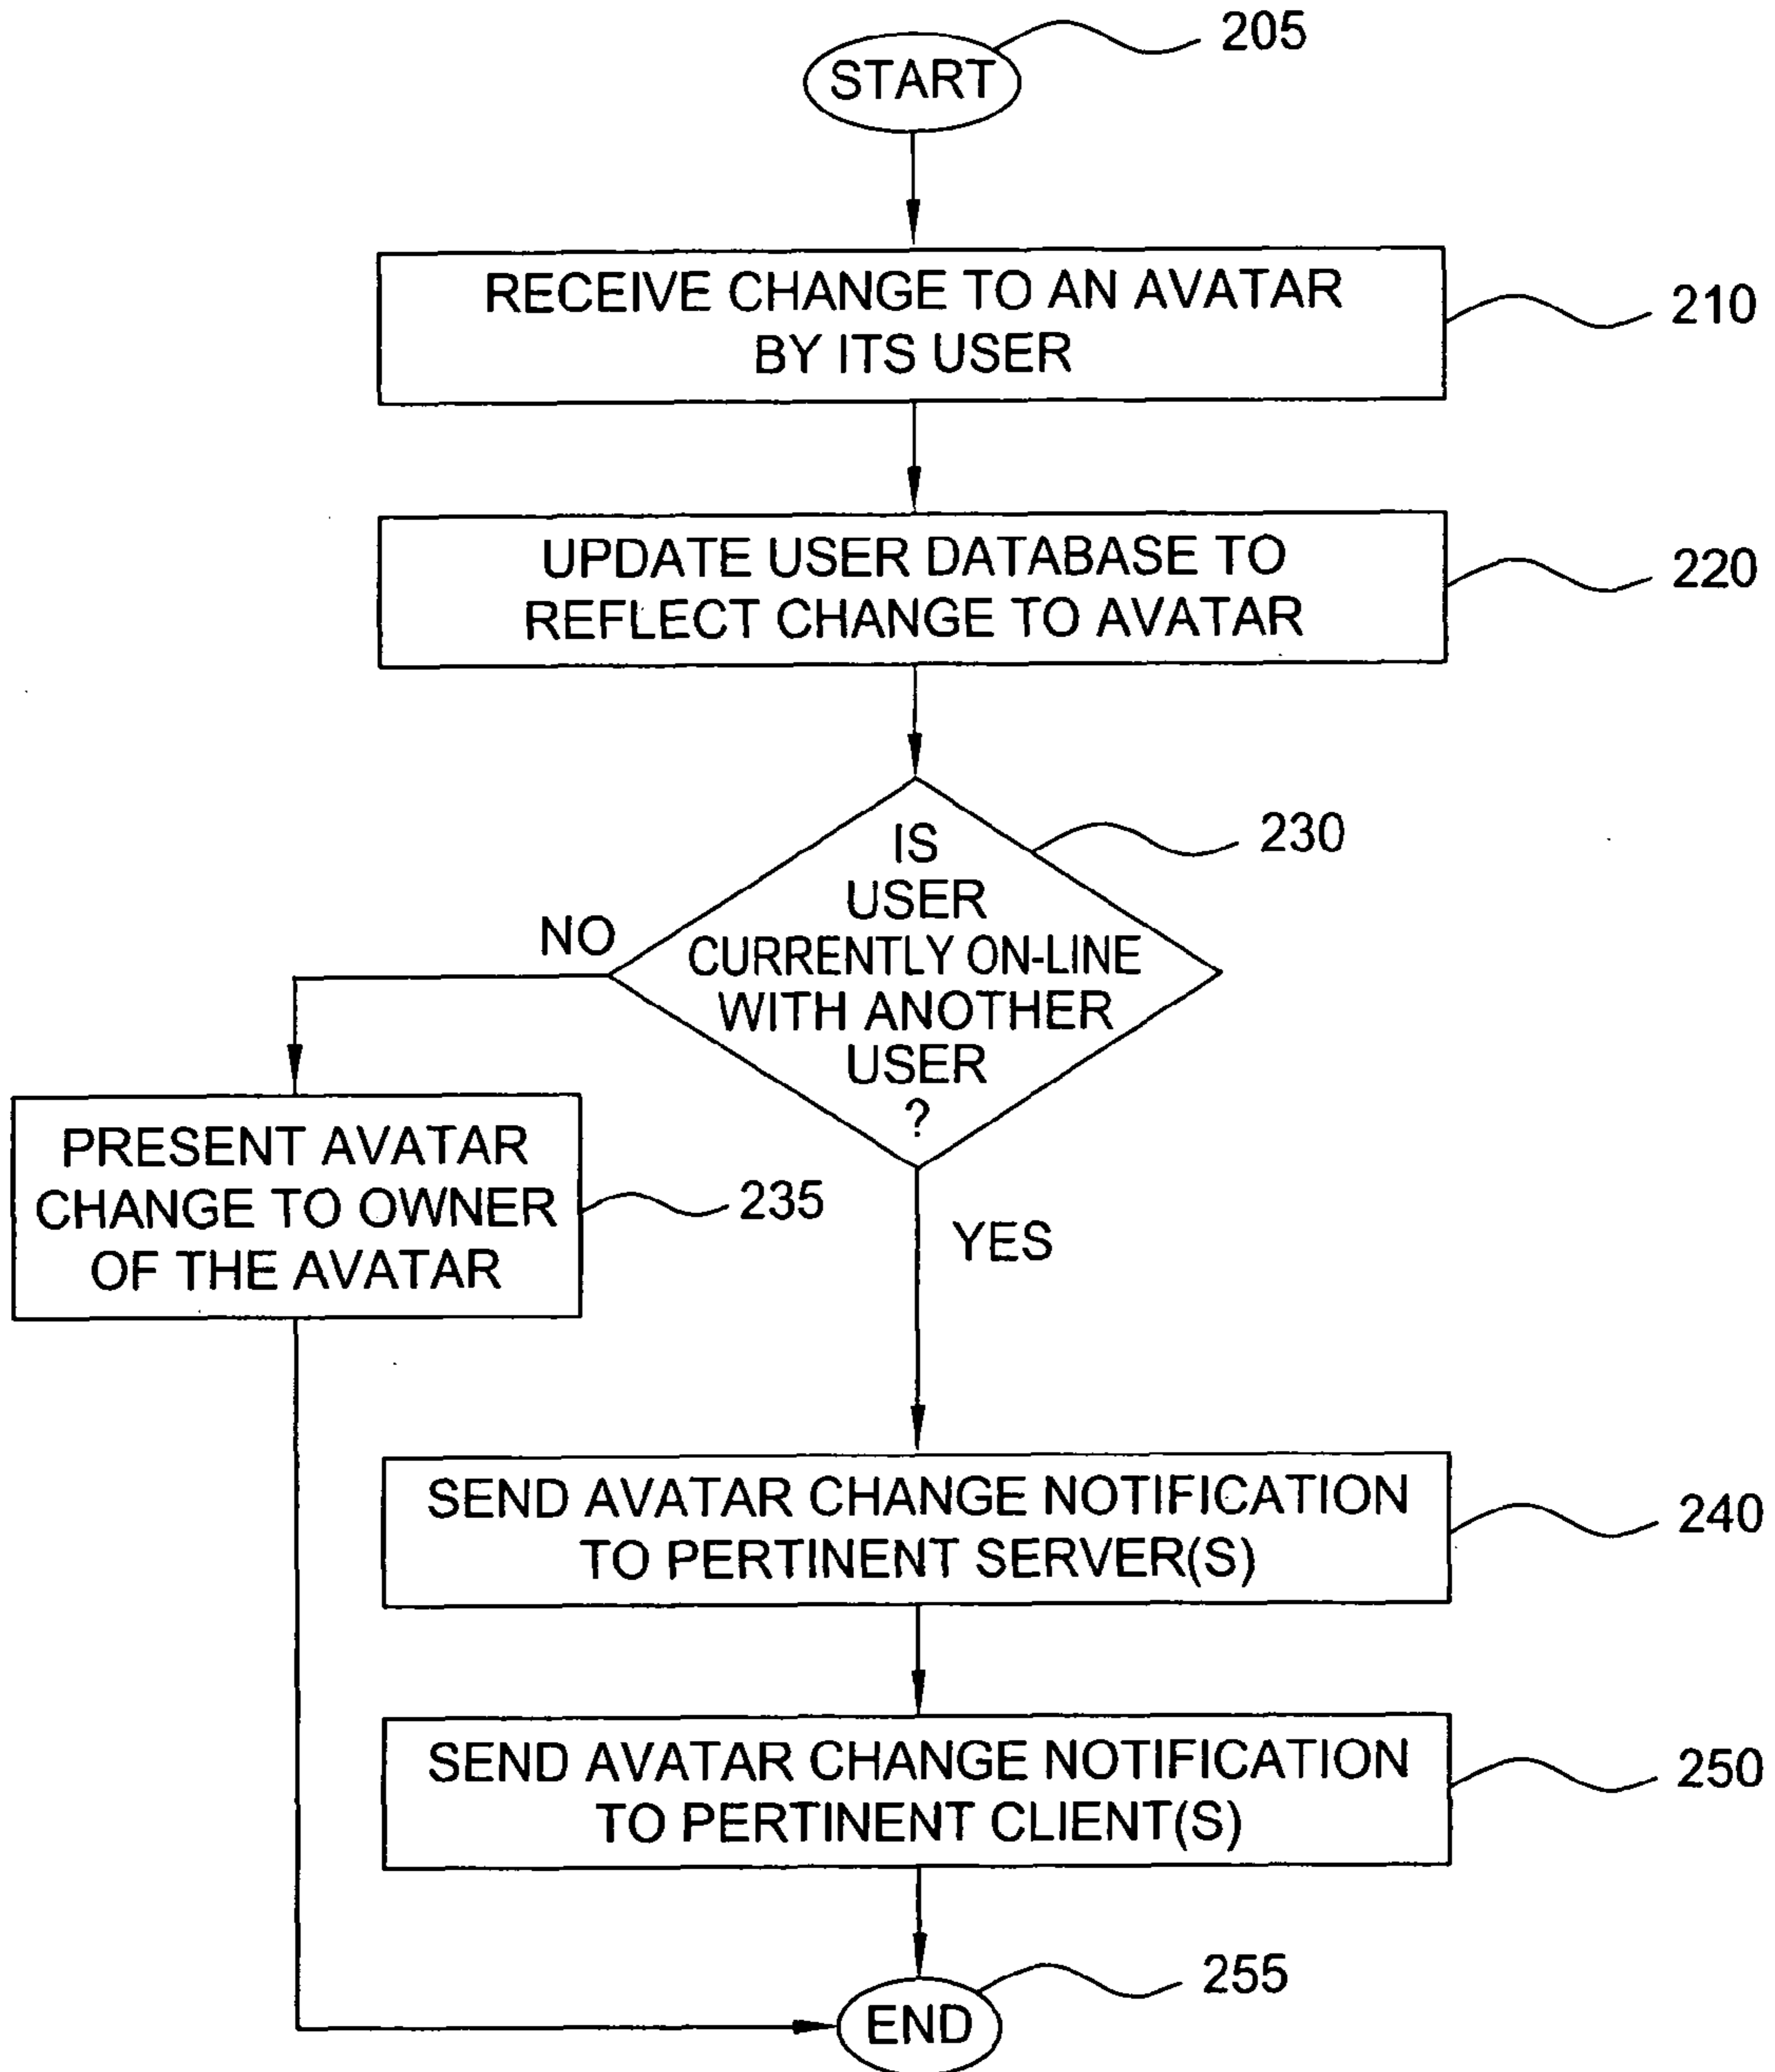 START
205
RECEIVE CHANGE TO AN AVATAR
BY ITS USER
210
UPDATE USER DATABASE TO
REFLECT CHANGE TO AVATAR
220
IS
USER
CURRENTLY ON-LINE
WITH ANOTHER
USER
?
230
NO
PRESENT AVATAR
CHANGE TO OWNER
OF THE AVATAR
235
YES
SEND AVATAR CHANGE NOTIFICATION
TO PERTINENT SERVER(S)
240
SEND AVATAR CHANGE NOTIFICATION
TO PERTINENT CLIENT(S)
250
END
255